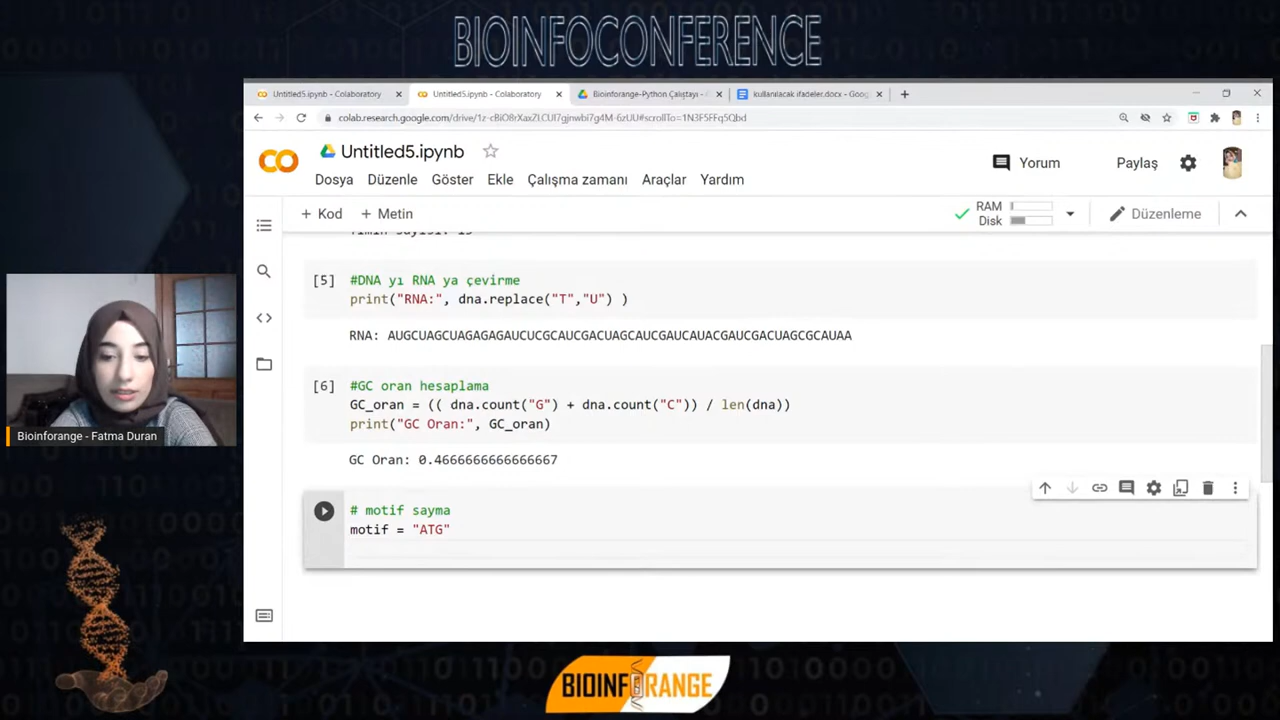 BIOINFOCONFERENCE
Untitled5.ipynb - Colaboratory
Untitled5.ipynb - Colaboratory
Bioinforange-Python Çalıştayı -
kullanılacak ifadeler.docx - Goog
Untitled5.ipynb
Dosya Düzenle Göster Ekle Çalışma zamanı Araçlar Yardım
Yorum
Paylaş
+ Kod + Metin
RAM
Disk
Düzenleme
[5] #DNA yı RNA ya çevirme
print("RNA:", dna.replace("T","U") )
RNA: AUGCUAGCUAGAGAGAUCUCGCAUCGACUAGCAUCGAUCAUACGAUCGACUAGCGCAUAA
[6] #GC oran hesaplama
GC_oran = (( dna.count("G") + dna.count("C")) / len(dna))
print("GC Oran:", GC_oran)
GC Oran: 0.4666666666666667
# motif sayma
motif = "ATG"
Bioinforange - Fatma Duran
BIOINFORANGE